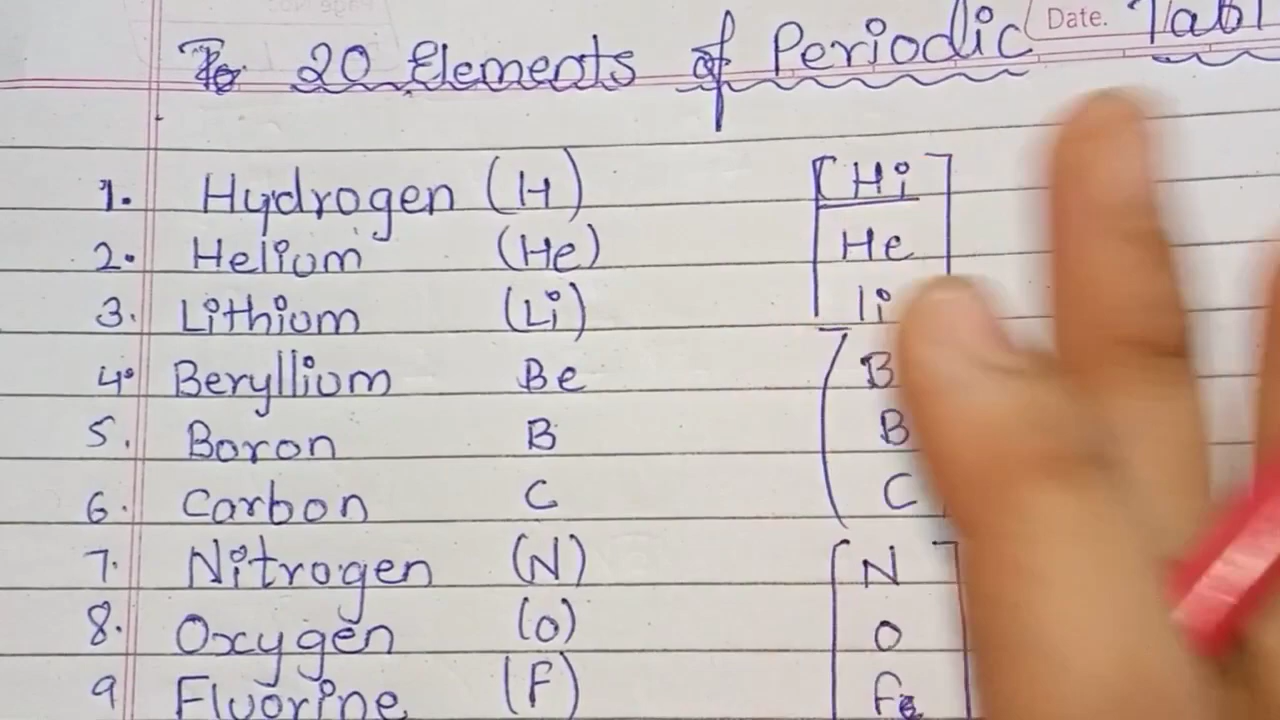 Date.
20 Elements of Periodic Tabl
1. Hydrogen (H) [Hi]
2. Helium (He) He
3. Lithium (Li) li
4. Beryllium Be B
5. Boron B B
6. Carbon C C
7. Nitrogen (N) [N]
8. Oxygen (O) O
9 Fluorine (F) F